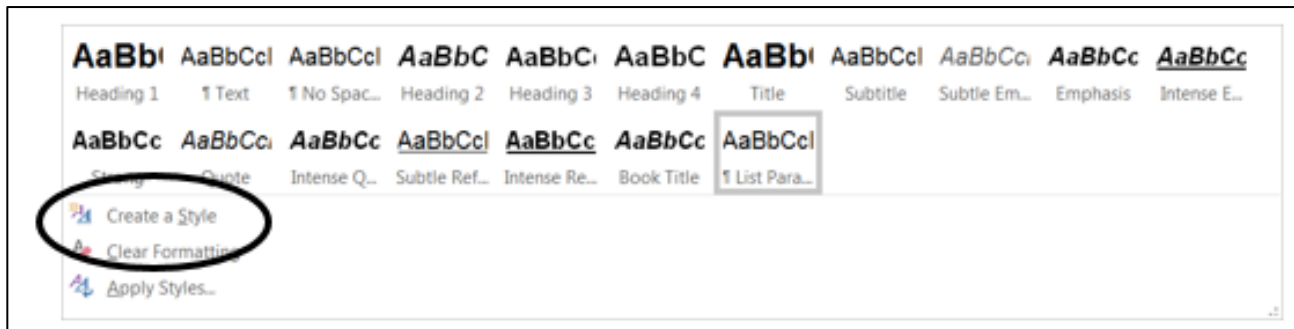 AaBb AaBbCcI AaBbCcI AaBbC AaBbC AaBbC AaBb AaBbCcI AaBbCc AaBbCc AaBbCc
Heading 1 ¶ Text ¶ No Spac... Heading 2 Heading 3 Heading 4 Title Subtitle Subtle Em... Emphasis Intense E...
AaBbCc AaBbCc AaBbCc AaBbCcI AaBbCc AaBbCc AaBbCcI
Strong Quote Intense Q... Subtle Ref... Intense Re... Book Title ¶ List Para...
Create a Style
Clear Formatting
Apply Styles...